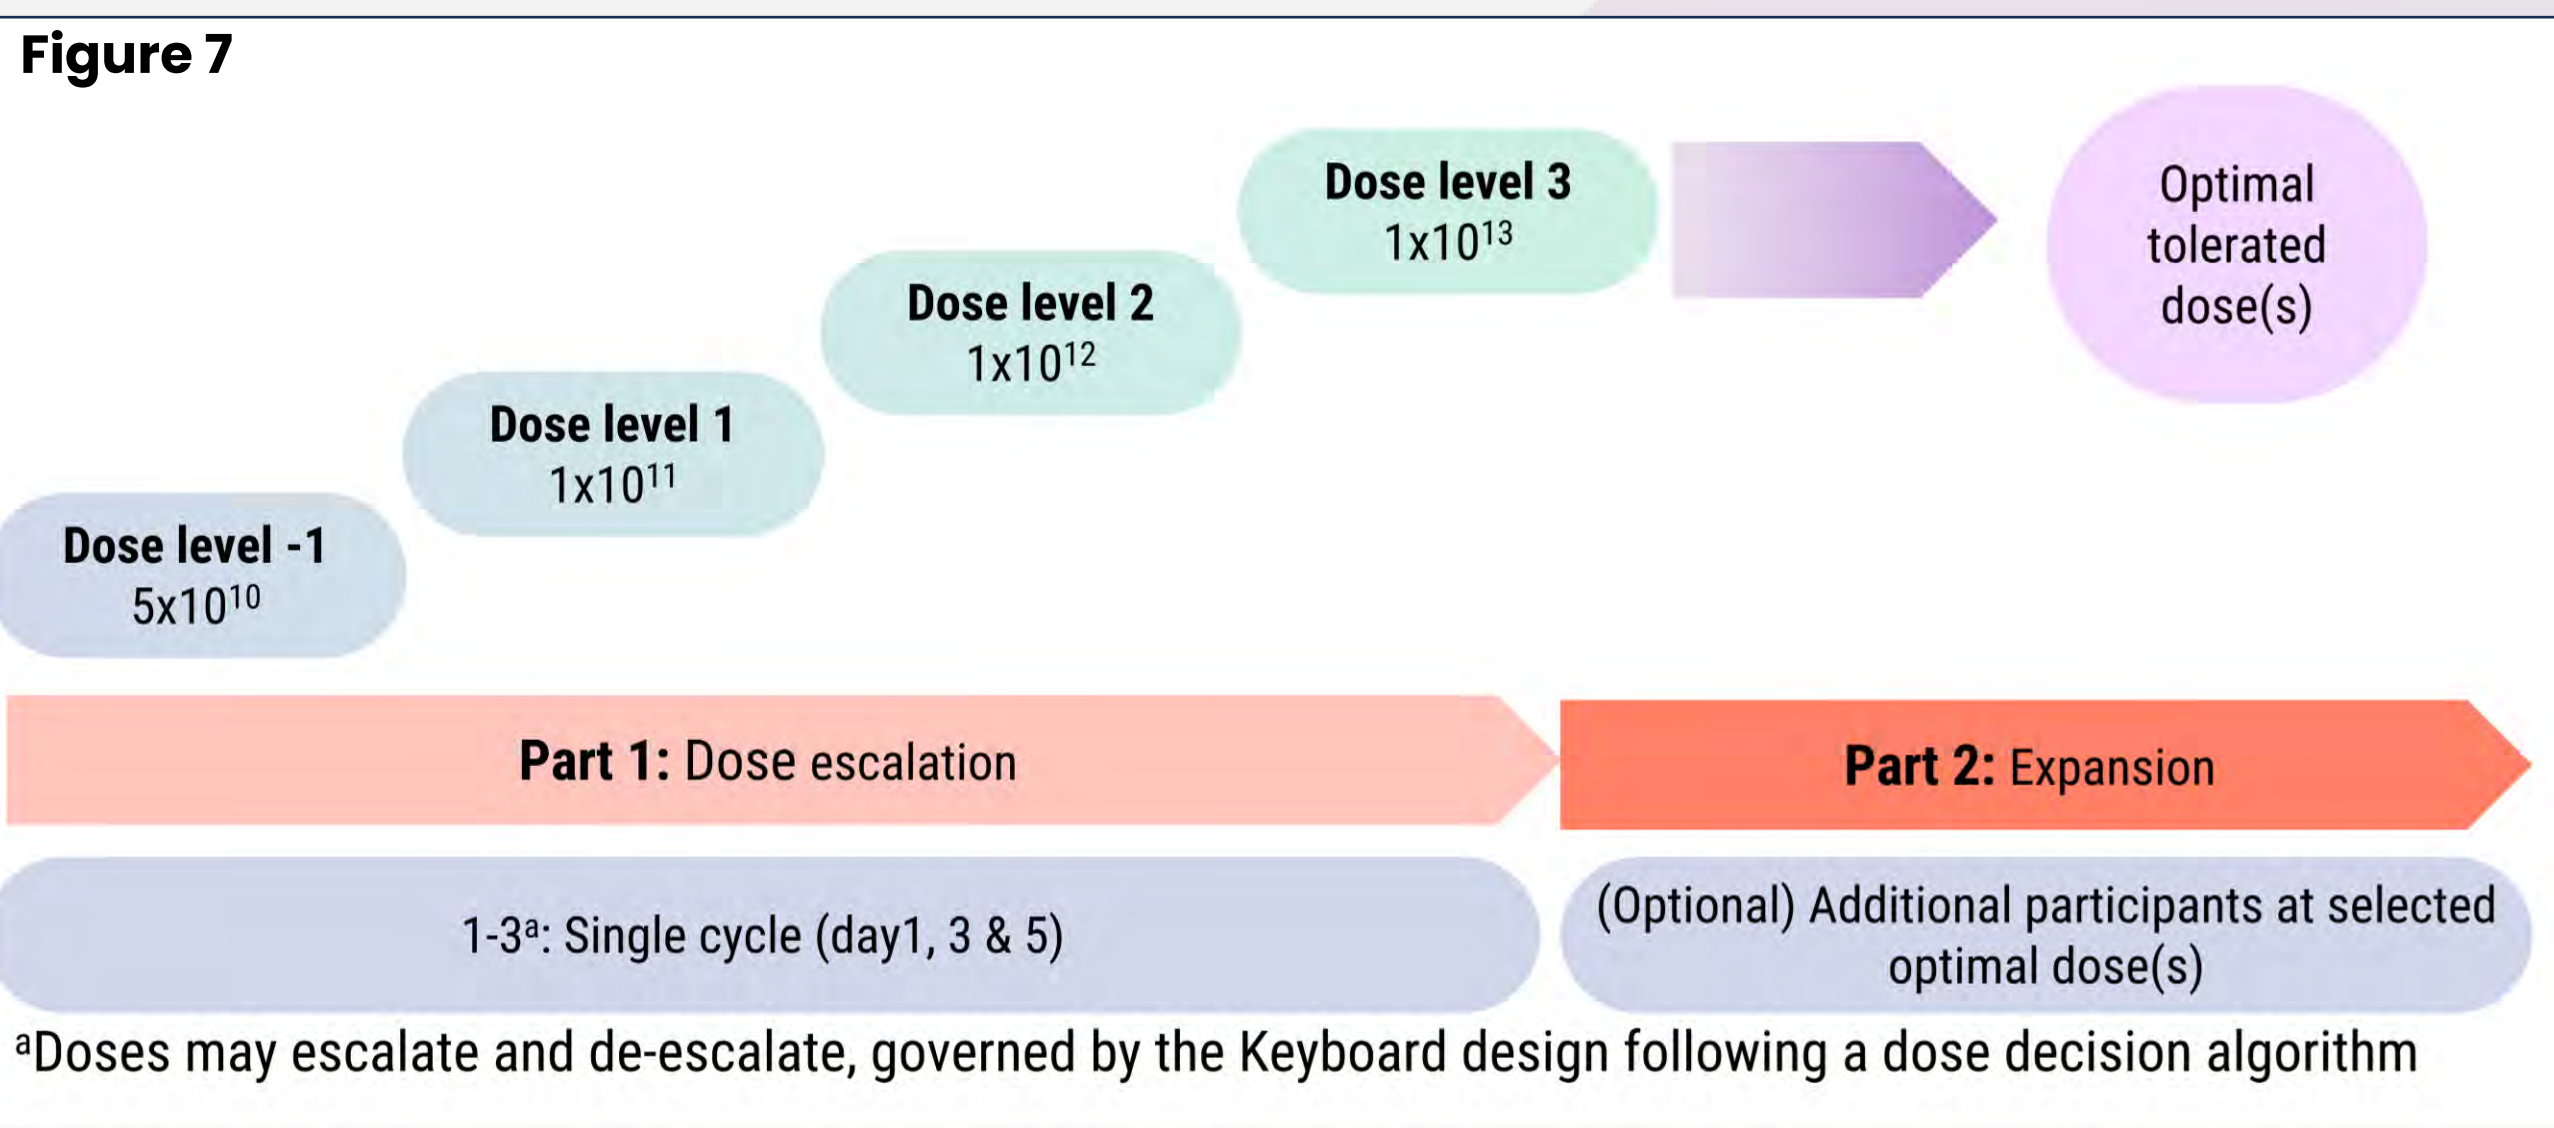 Figure 7
Dose level 3
1x10¹³
Optimal
tolerated
dose(s)
Dose level 2
1x10¹²
Dose level 1
1x10¹¹
Dose level -1
5x10¹⁰
Part 1: Dose escalation
Part 2: Expansion
1-3ᵃ: Single cycle (day1, 3 & 5)
(Optional) Additional participants at selected
optimal dose(s)
ᵃDoses may escalate and de-escalate, governed by the Keyboard design following a dose decision algorithm